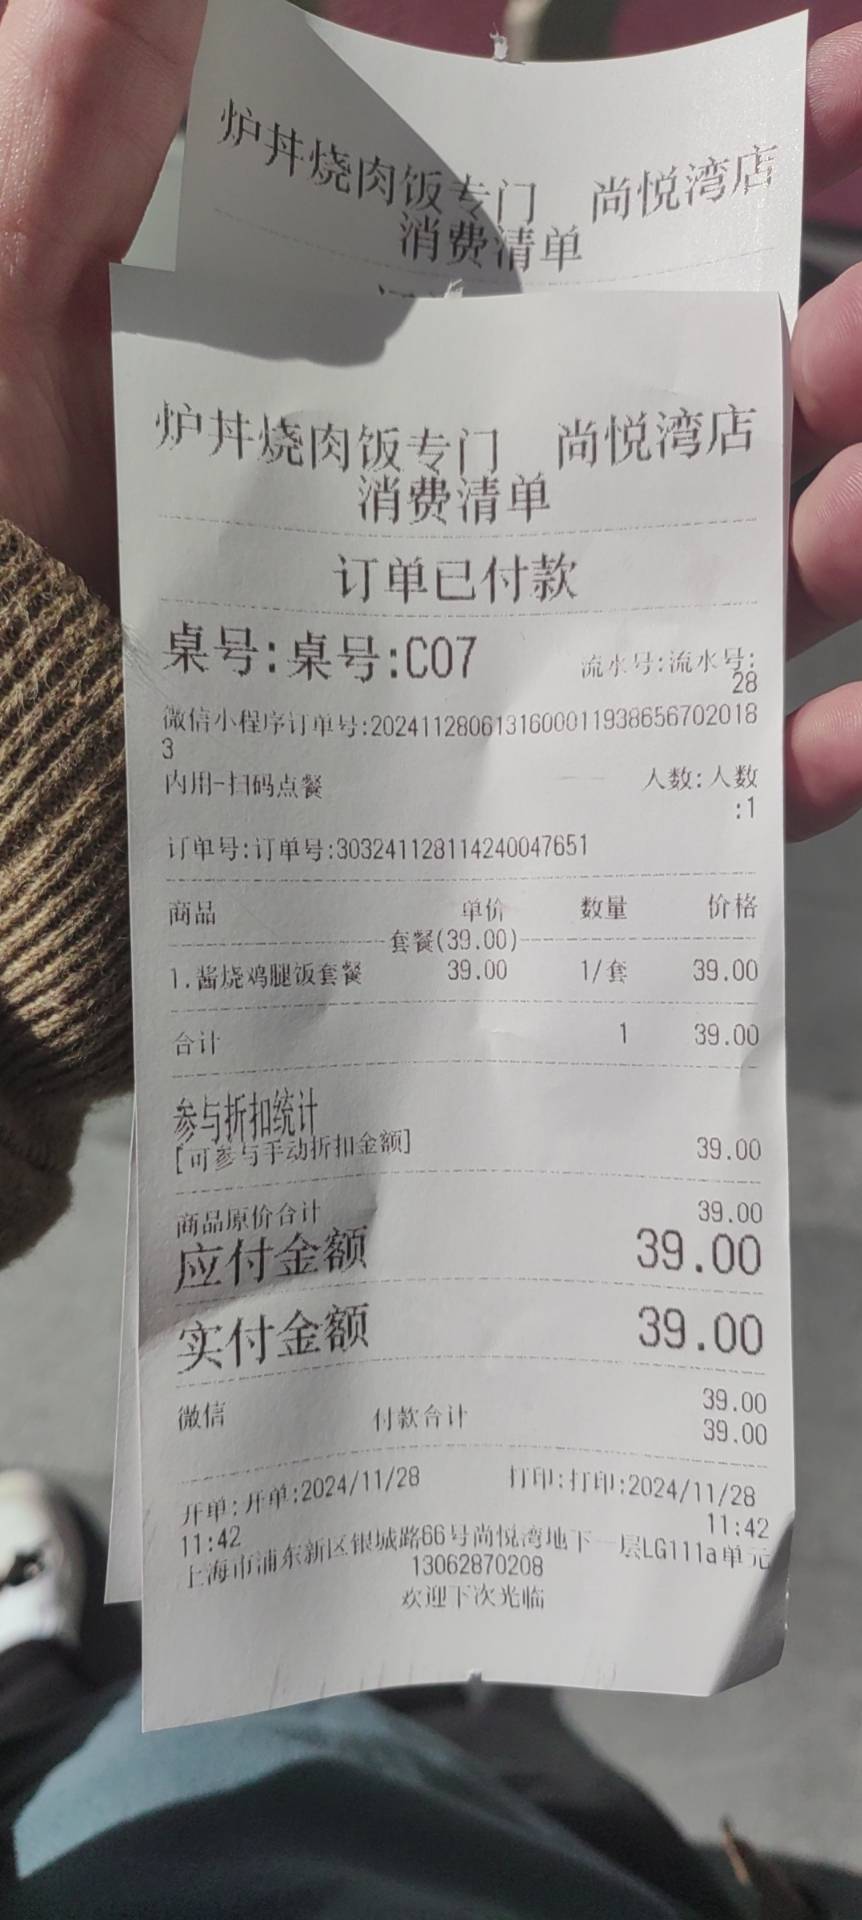 炉丼烧肉饭专门 尚悦湾店
消费清单
炉丼烧肉饭专门 尚悦湾店
消费清单
订单已付款
桌号:桌号:C07 流水号:流水号:
28
微信小程序订单号:2024112806131600011938656702018
3
内用-扫码点餐 人数:人数
:1
订单号:订单号:303241128114240047651
商品 单价 数量 价格
套餐(39.00)
1.酱烧鸡腿饭套餐 39.00 1/套 39.00
合计 1 39.00
参与折扣统计
[可参与手动折扣金额] 39.00
商品原价合计 39.00
应付金额 39.00
实付金额 39.00
微信 39.00
付款合计 39.00
开单:开单:2024/11/28 打印:打印:2024/11/28
11:42 11:42
上海市浦东新区银城路66号尚悦湾地下一层LG111a单元
13062870208
欢迎下次光临